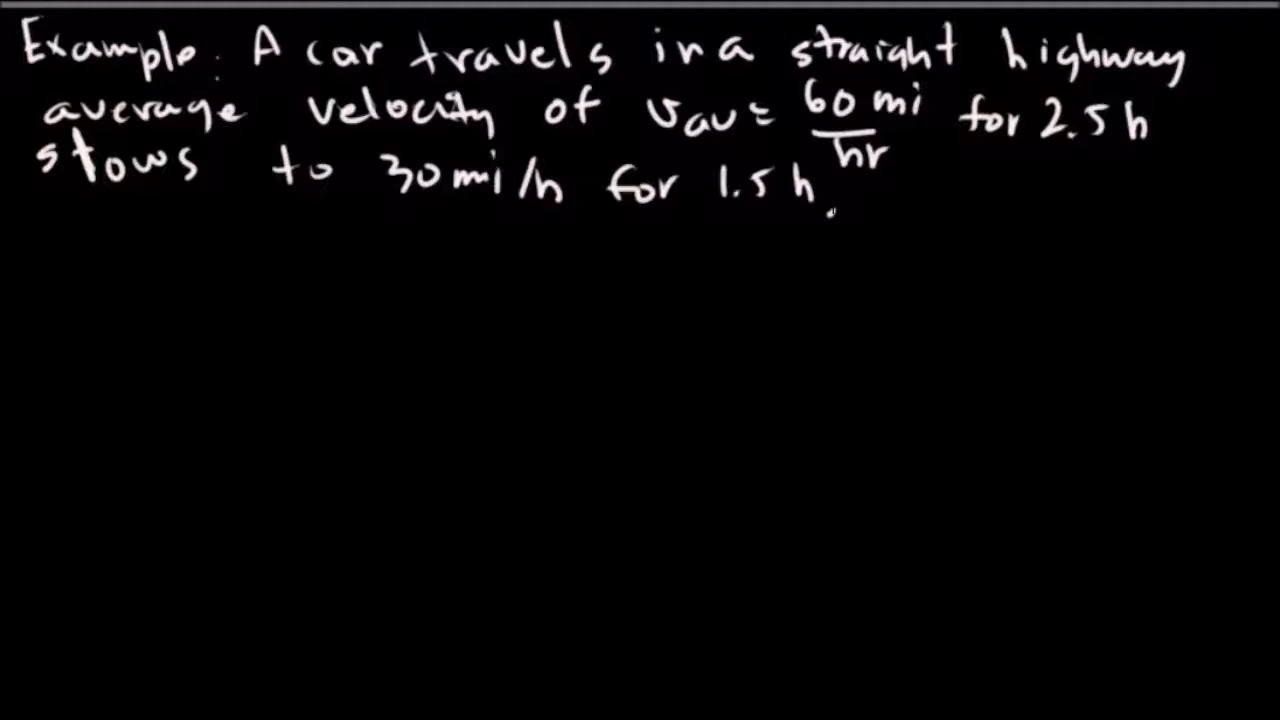 Example: A car travels in a straight highway
average velocity of vav = 60 mi/hr for 2.5 h
slows to 30 mi/h for 1.5 h.